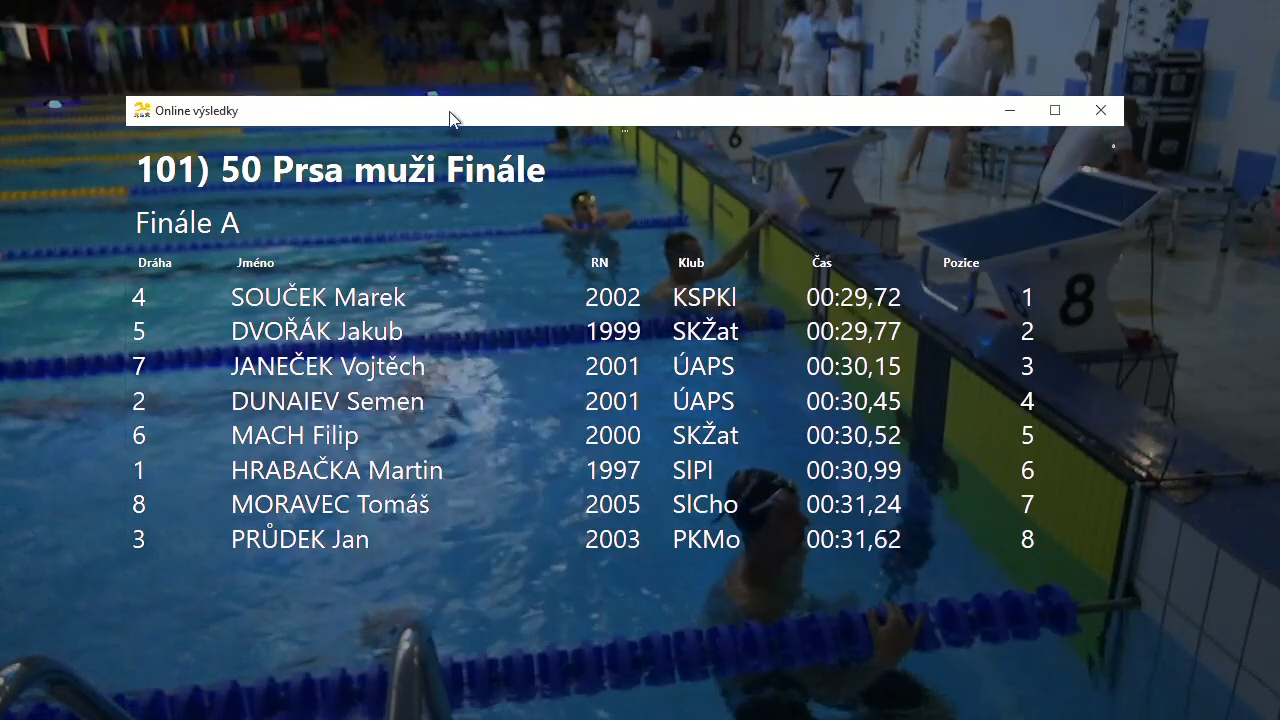 Online výsledky
6
7
8
101) 50 Prsa muži Finále
Finále A
Dráha Jméno RN Klub Čas Pozice
4 SOUČEK Marek 2002 KSPKl 00:29,72 1
5 DVOŘÁK Jakub 1999 SKŽat 00:29,77 2
7 JANEČEK Vojtěch 2001 ÚAPS 00:30,15 3
2 DUNAIEV Semen 2001 ÚAPS 00:30,45 4
6 MACH Filip 2000 SKŽat 00:30,52 5
1 HRABAČKA Martin 1997 SlPl 00:30,99 6
8 MORAVEC Tomáš 2005 SlCho 00:31,24 7
3 PRŮDEK Jan 2003 PKMo 00:31,62 8